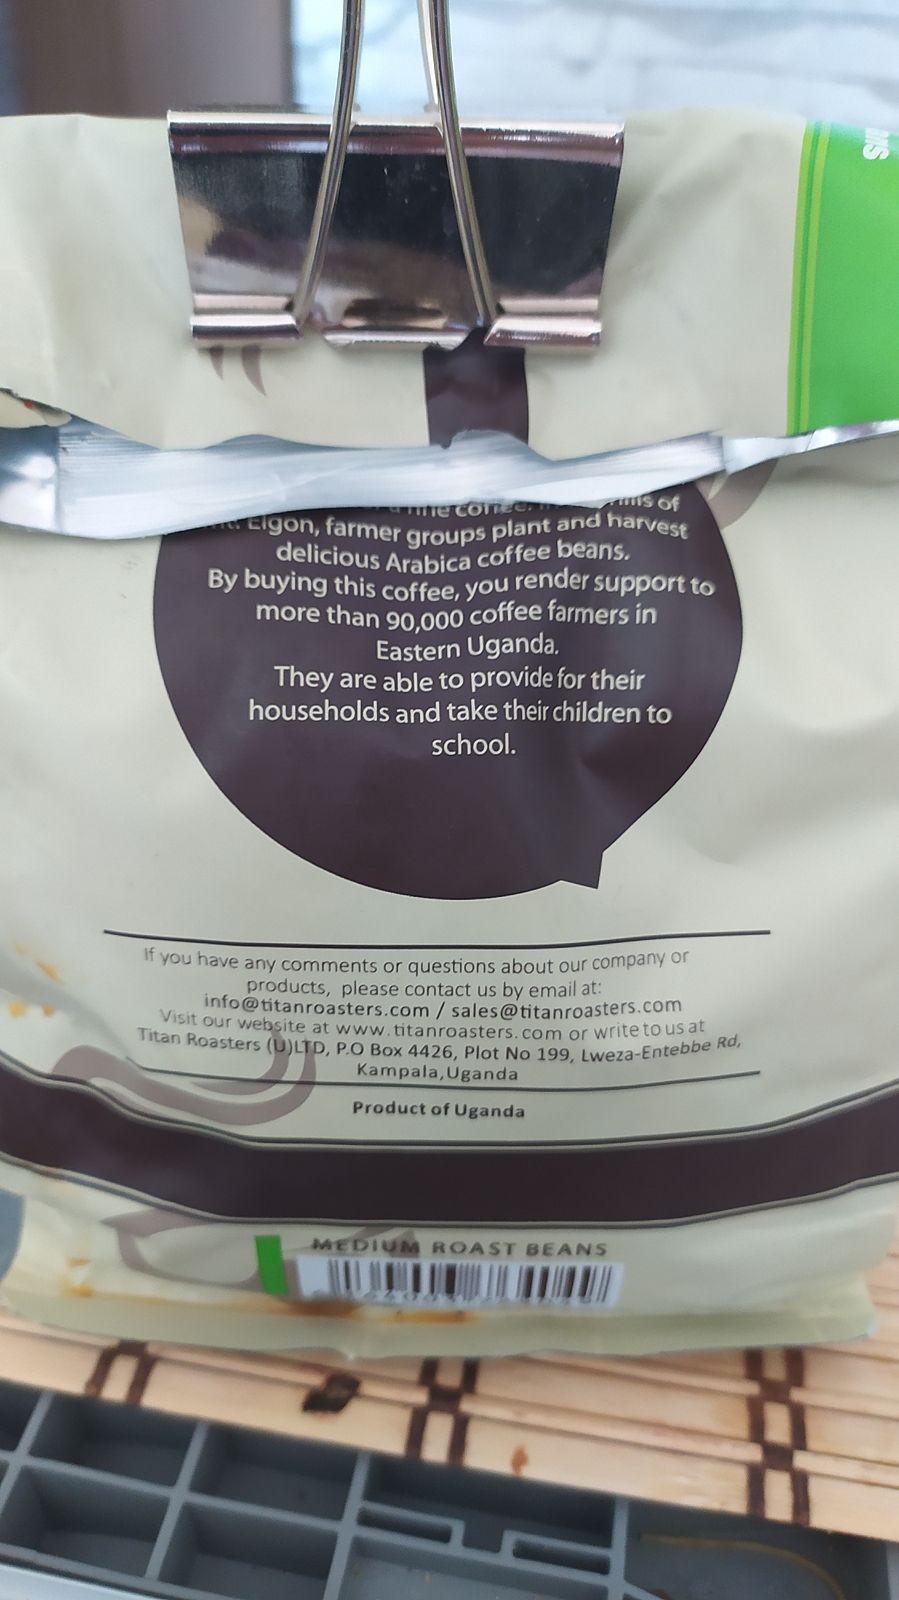 fine coffee.
Elgon, farmer groups plant and harvest
delicious Arabica coffee beans.
By buying this coffee, you render support to
more than 90,000 coffee farmers in
Eastern Uganda.
They are able to provide for their
households and take their children to
school.
If you have any comments or questions about our company or
products, please contact us by email at:
info@titanroasters.com / sales@titanroasters.com
Visit our website at www.titanroasters.com or write to us at
Titan Roasters (U)LTD, P.O Box 4426, Plot No 199, Lweza-Entebbe Rd,
Kampala,Uganda
Product of Uganda
MEDIUM ROAST BEANS